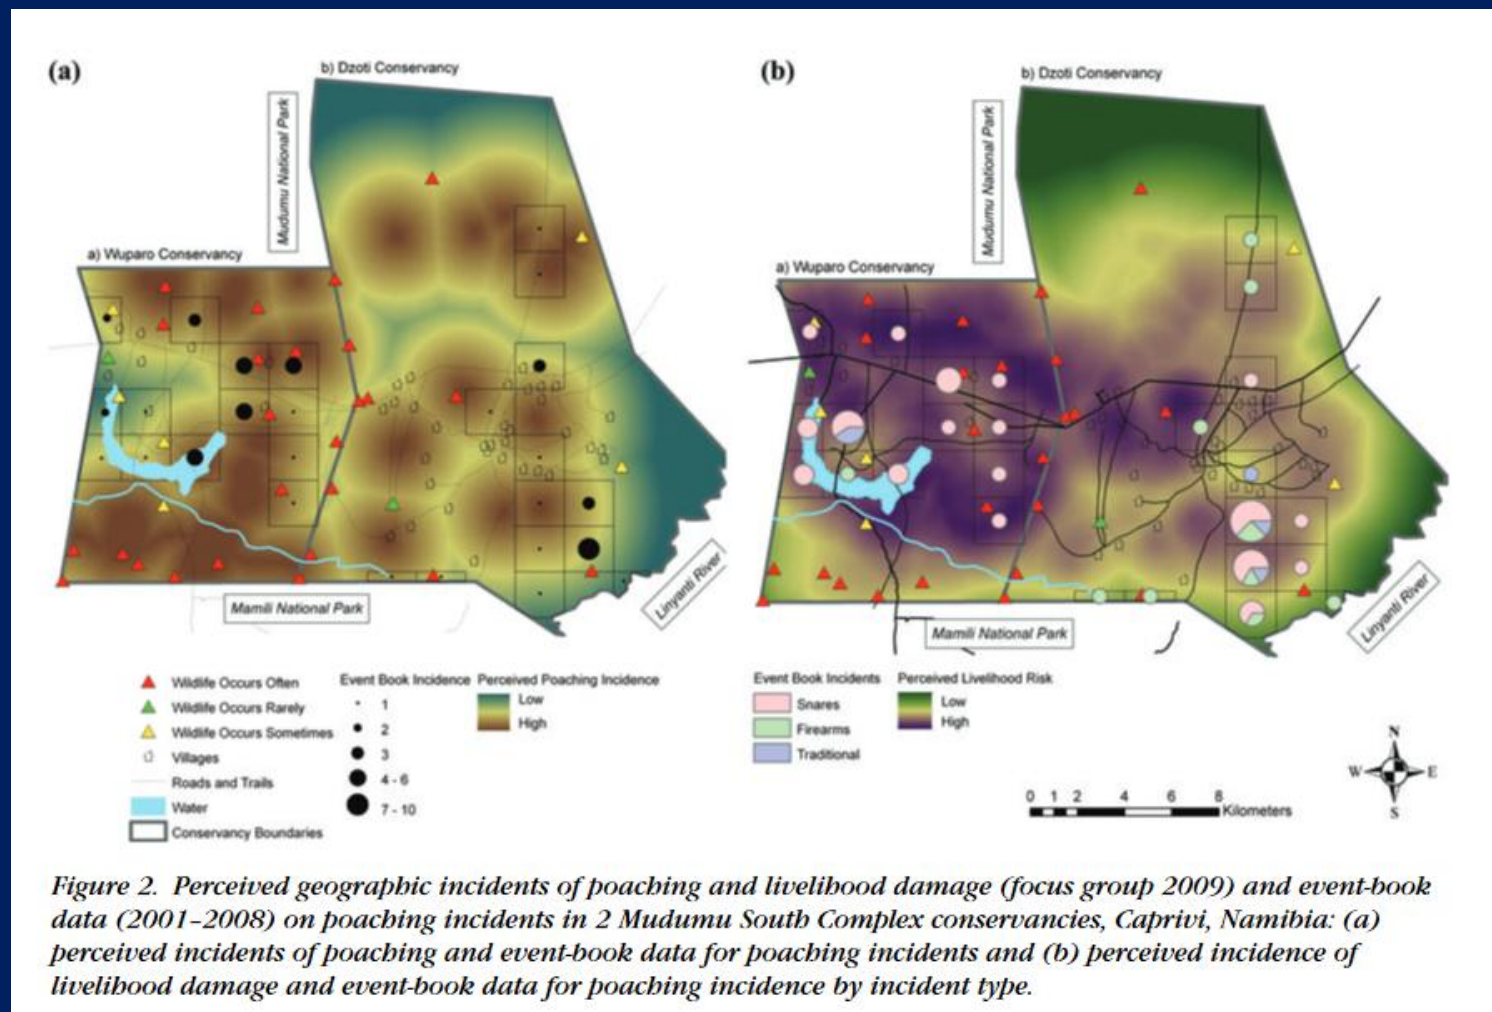 (a)
b) Dzoti Conservancy
Mudumu National Park
a) Wuparo Conservancy
Mamili National Park
Linyanti River
Wildlife Occurs Often
Wildlife Occurs Rarely
Wildlife Occurs Sometimes
Villages
Roads and Trails
Water
Conservancy Boundaries
Event Book Incidence
1
2
3
4 - 6
7 - 10
Perceived Poaching Incidence
Low
High
(b)
b) Dzoti Conservancy
Mudumu National Park
a) Wuparo Conservancy
Mamili National Park
Linyanti River
Event Book Incidents
Snares
Firearms
Traditional
Perceived Livelihood Risk
Low
High
N
W E
S
0 1 2 4 6 8
Kilometers
Figure 2. Perceived geographic incidents of poaching and livelihood damage (focus group 2009) and event-book
data (2001–2008) on poaching incidents in 2 Mudumu South Complex conservancies, Caprivi, Namibia: (a)
perceived incidents of poaching and event-book data for poaching incidents and (b) perceived incidence of
livelihood damage and event-book data for poaching incidence by incident type.